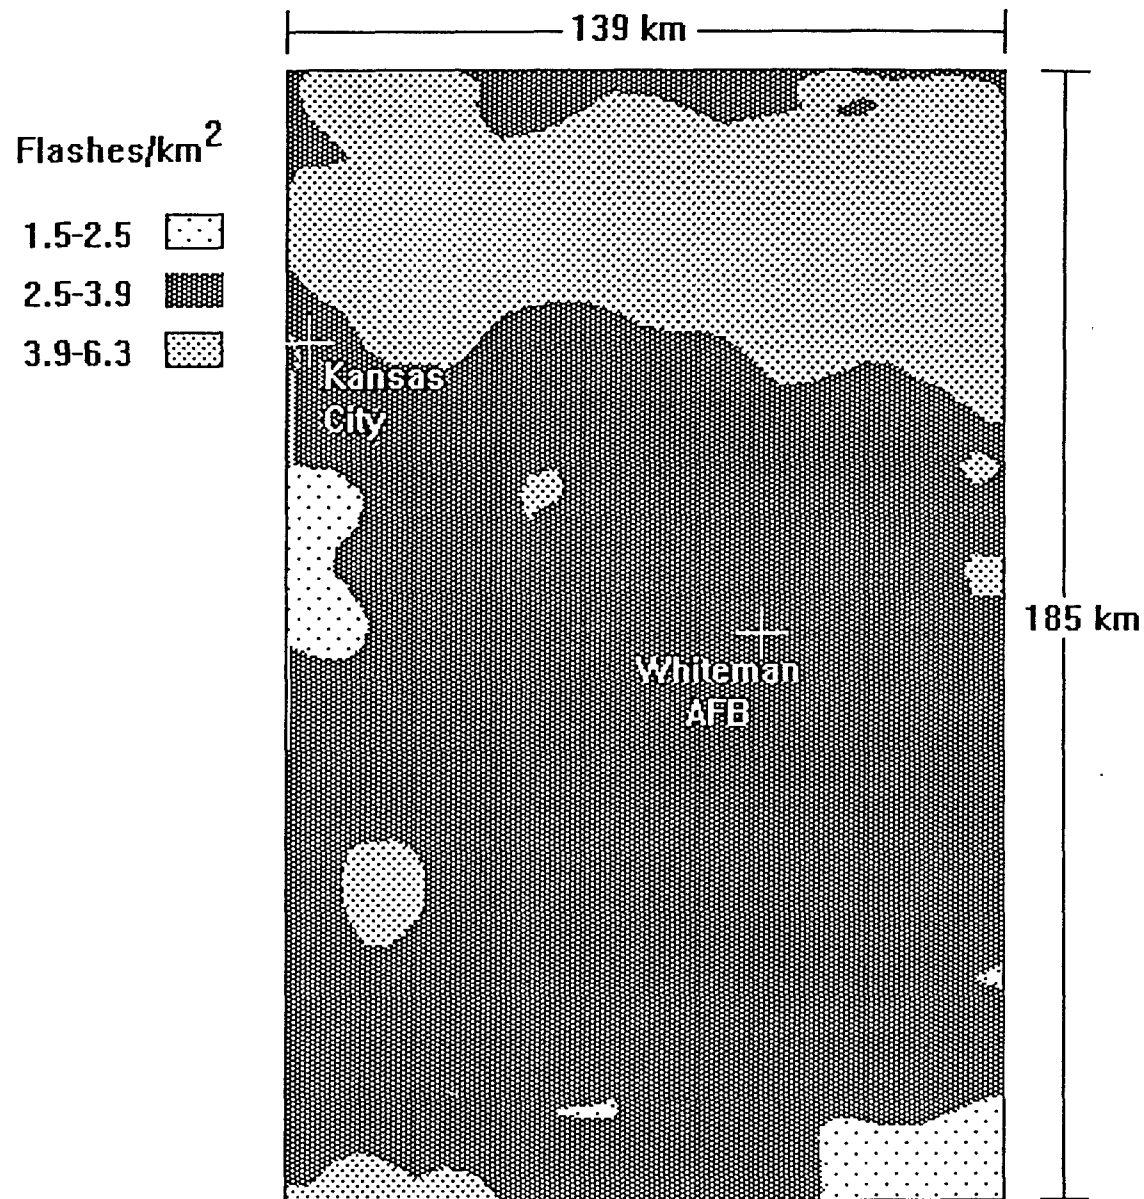 139 km
Flashes/km²
1.5-2.5
2.5-3.9
3.9-6.3
Kansas
City
185 km
Whiteman
AFB